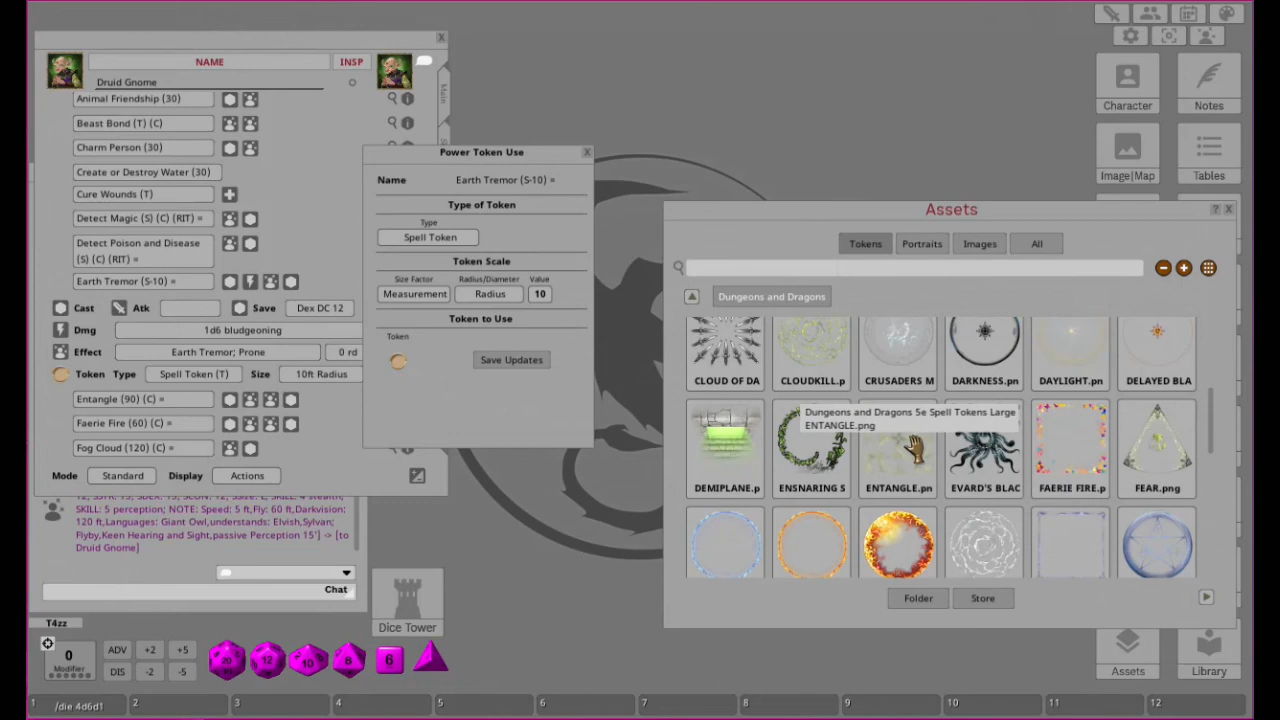 NAME
INSP
Druid Gnome
Animal Friendship (30)
Beast Bond (T) (C)
Charm Person (30)
Create or Destroy Water (30)
Cure Wounds (T)
Detect Magic (S) (C) (RIT) =
Detect Poison and Disease
(S) (C) (RIT) =
Earth Tremor (S-10) =
Cast
Atk
Save
Dex DC 12
Dmg
1d6 bludgeoning
Effect
Earth Tremor; Prone
0 rd
Token
Type
Spell Token (T)
Size
10ft Radius
Entangle (90) (C) =
Faerie Fire (60) (C) =
Fog Cloud (120) (C) =
Mode
Standard
Display
Actions
Main
Power Token Use
X
Name
Earth Tremor (S-10) =
Type of Token
Type
Spell Token
Token Scale
Size Factor
Radius/Diameter
Value
Measurement
Radius
10
Token to Use
Token
Save Updates
SKILL: 5 perception; NOTE: Speed: 5 ft,Fly: 60 ft,Darkvision:
120 ft,Languages: Giant Owl,understands: Elvish,Sylvan;
Flyby,Keen Hearing and Sight,passive Perception 15'] -> [to
Druid Gnome]
Chat
T4zz
0
Modifier
ADV
+2
+5
DIS
-2
-5
20
12
10
8
6
Dice Tower
Character
Notes
Image|Map
Tables
Assets
? X
Tokens
Portraits
Images
All
Dungeons and Dragons
CLOUD OF DA
CLOUDKILL.p
CRUSADERS M
DARKNESS.pn
DAYLIGHT.pn
DELAYED BLA
Dungeons and Dragons 5e Spell Tokens Large
ENTANGLE.png
DEMIPLANE.p
ENSNARING S
ENTANGLE.pn
EVARD'S BLAC
FAERIE FIRE.p
FEAR.png
Folder
Store
Assets
Library
1
/die 4d6d1
2
3
4
5
6
7
8
9
10
11
12